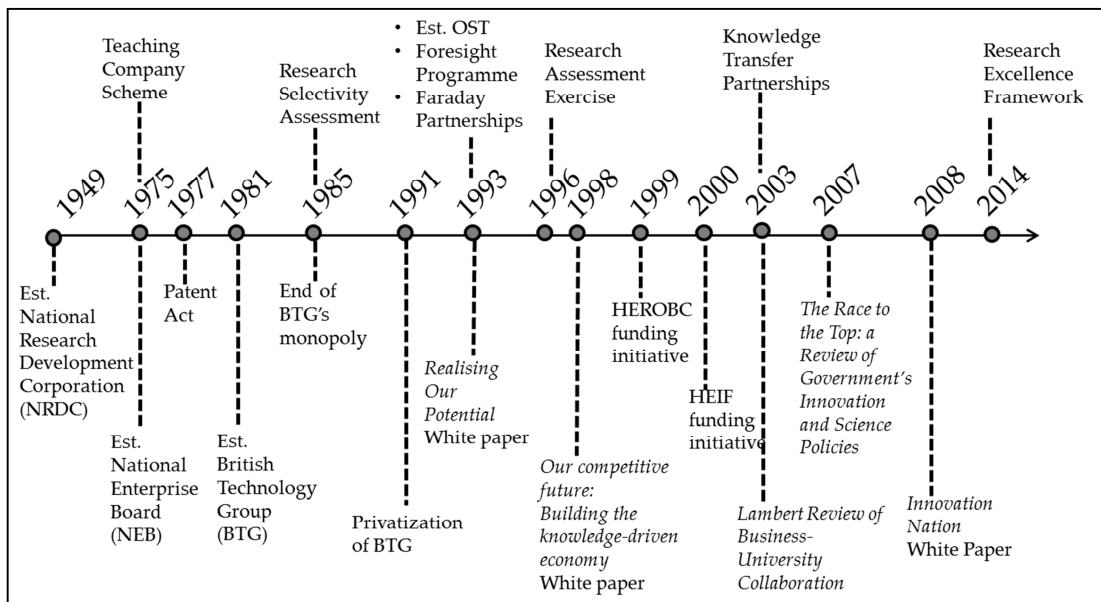 Teaching
Company
Scheme
Research
Selectivity
Assessment
• Est. OST
• Foresight
Programme
• Faraday
Partnerships
Research
Assessment
Exercise
Knowledge
Transfer
Partnerships
Research
Excellence
Framework
1949
1975
1977
1981
1985
1991
1993
1996
1998
1999
2000
2003
2007
2008
2014
Est.
National
Research
Development
Corporation
(NRDC)
Est.
National
Enterprise
Board
(NEB)
Patent
Act
Est.
British
Technology
Group
(BTG)
End of
BTG's
monopoly
Privatization
of BTG
Realising
Our
Potential
White paper
Our competitive
future:
Building the
knowledge-driven
economy
White paper
HEROBC
funding
initiative
HEIF
funding
initiative
Lambert Review of
Business-
University
Collaboration
The Race to
the Top: a
Review of
Government's
Innovation
and Science
Policies
Innovation
Nation
White Paper